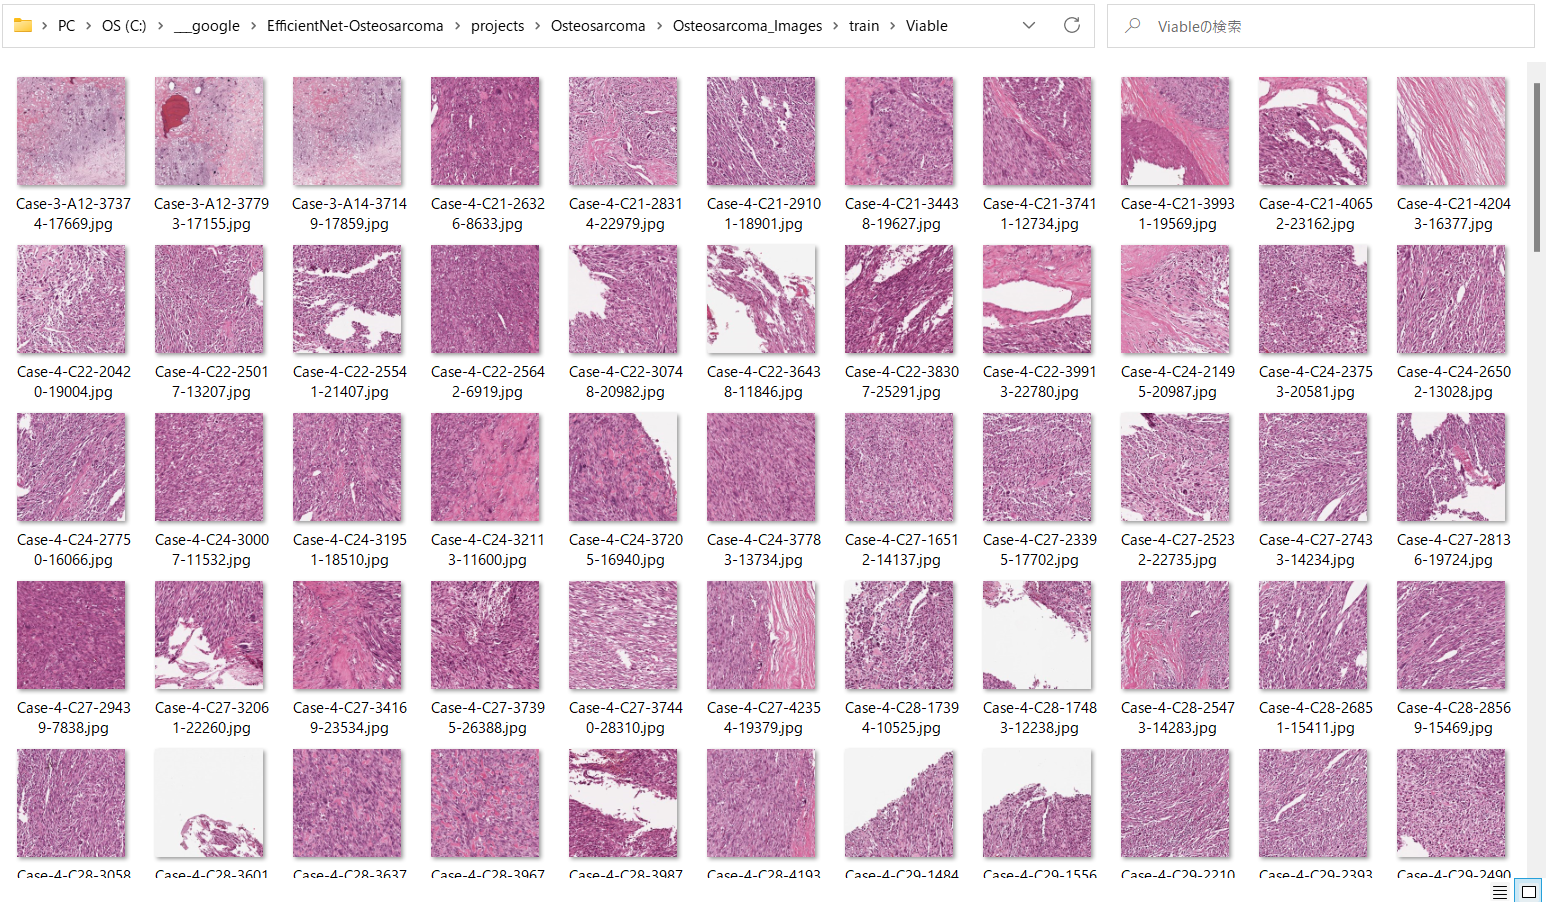 PC > OS (C:) > __google > EfficientNet-Osteosarcoma > projects > Osteosarcoma > Osteosarcoma_Images > train > Viable
Viableの検索
Case-3-A12-37374-17669.jpg
Case-3-A12-37793-17155.jpg
Case-3-A14-37149-17859.jpg
Case-4-C21-26326-8633.jpg
Case-4-C21-28314-22979.jpg
Case-4-C21-29101-18901.jpg
Case-4-C21-34438-19627.jpg
Case-4-C21-37411-12734.jpg
Case-4-C21-39931-19569.jpg
Case-4-C21-40652-23162.jpg
Case-4-C21-42043-16377.jpg
Case-4-C22-20420-19004.jpg
Case-4-C22-25017-13207.jpg
Case-4-C22-25541-21407.jpg
Case-4-C22-25642-6919.jpg
Case-4-C22-30748-20982.jpg
Case-4-C22-36438-11846.jpg
Case-4-C22-38307-25291.jpg
Case-4-C22-39913-22780.jpg
Case-4-C24-21495-20987.jpg
Case-4-C24-23753-20581.jpg
Case-4-C24-26502-13028.jpg
Case-4-C24-27750-16066.jpg
Case-4-C24-30007-11532.jpg
Case-4-C24-31951-18510.jpg
Case-4-C24-32113-11600.jpg
Case-4-C24-37205-16940.jpg
Case-4-C24-37783-13734.jpg
Case-4-C27-16512-14137.jpg
Case-4-C27-23395-17702.jpg
Case-4-C27-25232-22735.jpg
Case-4-C27-27433-14234.jpg
Case-4-C27-28136-19724.jpg
Case-4-C27-29439-7838.jpg
Case-4-C27-32061-22260.jpg
Case-4-C27-34169-23534.jpg
Case-4-C27-37395-26388.jpg
Case-4-C27-37440-28310.jpg
Case-4-C27-42354-19379.jpg
Case-4-C28-17394-10525.jpg
Case-4-C28-17483-12238.jpg
Case-4-C28-25473-14283.jpg
Case-4-C28-26851-15411.jpg
Case-4-C28-28569-15469.jpg
Case-4-C28-3058
Case-4-C28-3601
Case-4-C28-3637
Case-4-C28-3967
Case-4-C28-3987
Case-4-C28-4193
Case-4-C29-1484
Case-4-C29-1556
Case-4-C29-2210
Case-4-C29-2393
Case-4-C29-2490